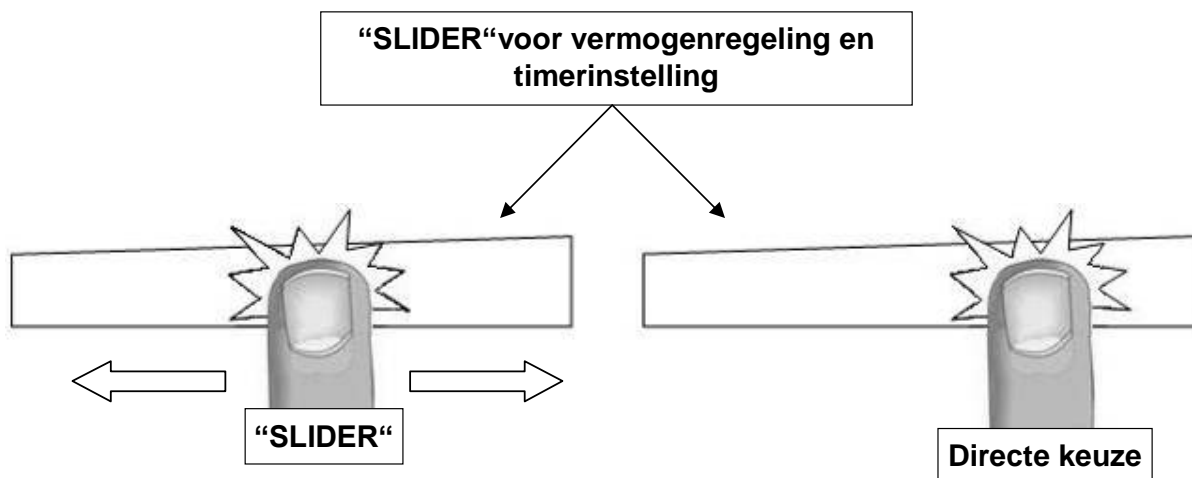 “SLIDER“voor vermogenregeling en
timerinstelling
“SLIDER“
Directe keuze